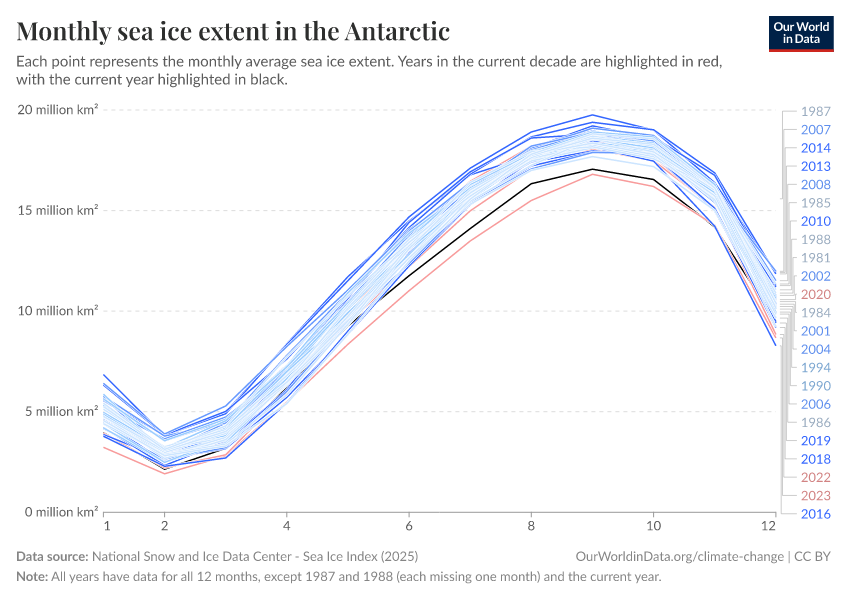 Monthly sea ice extent in the Antarctic
Our World
in Data
Each point represents the monthly average sea ice extent. Years in the current decade are highlighted in red,
with the current year highlighted in black.
20 million km²
15 million km²
10 million km²
5 million km²
0 million km²
1
2
4
6
8
10
12
1987
2007
2014
2013
2008
1985
2010
1988
1981
2002
2020
1984
2001
2004
1994
1990
2006
1986
2019
2018
2022
2023
2016
Data source: National Snow and Ice Data Center - Sea Ice Index (2025)
OurWorldinData.org/climate-change | CC BY
Note: All years have data for all 12 months, except 1987 and 1988 (each missing one month) and the current year.